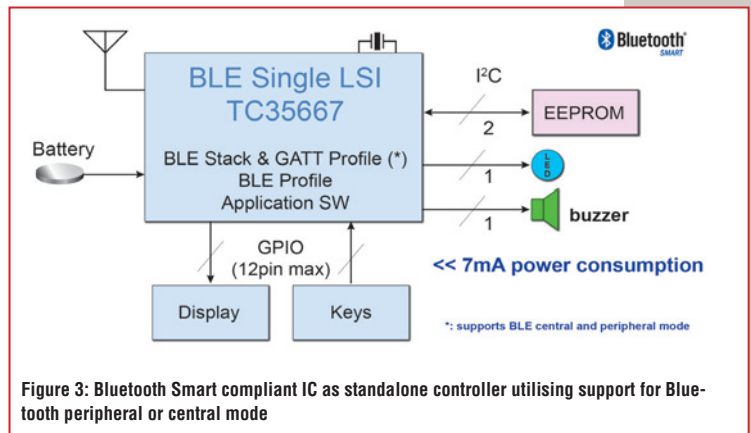 Bluetooth®
SMART
BLE Single LSI
TC35667
BLE Stack & GATT Profile (*)
BLE Profile
Application SW
Battery
I²C
2
EEPROM
1
LED
1
buzzer
GPIO
(12pin max)
<< 7mA power consumption
Display
Keys
*: supports BLE central and peripheral mode
Figure 3: Bluetooth Smart compliant IC as standalone controller utilising support for Blue-
tooth peripheral or central mode